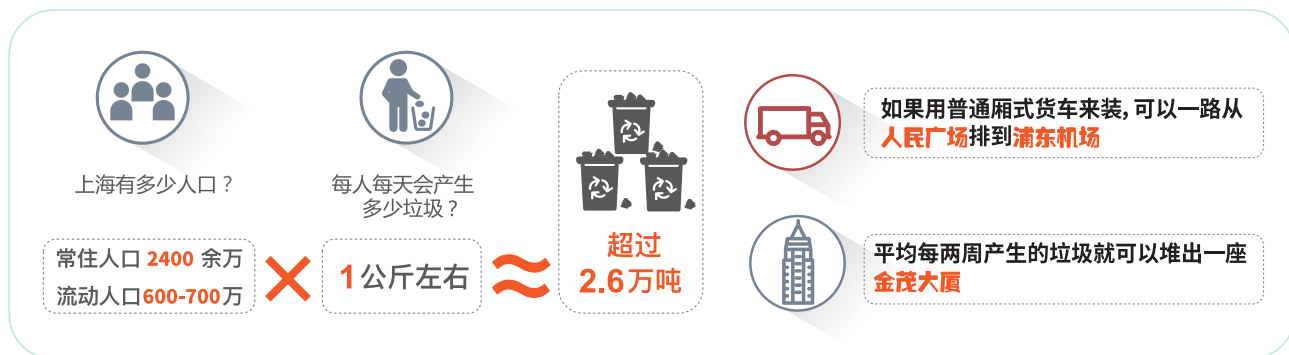 上海有多少人口？
常住人口 2400 余万
流动人口600-700万
每人每天会产生
多少垃圾？
1公斤左右
超过
2.6万吨
如果用普通厢式货车来装,可以一路从
人民广场排到浦东机场
平均每两周产生的垃圾就可以堆出一座
金茂大厦